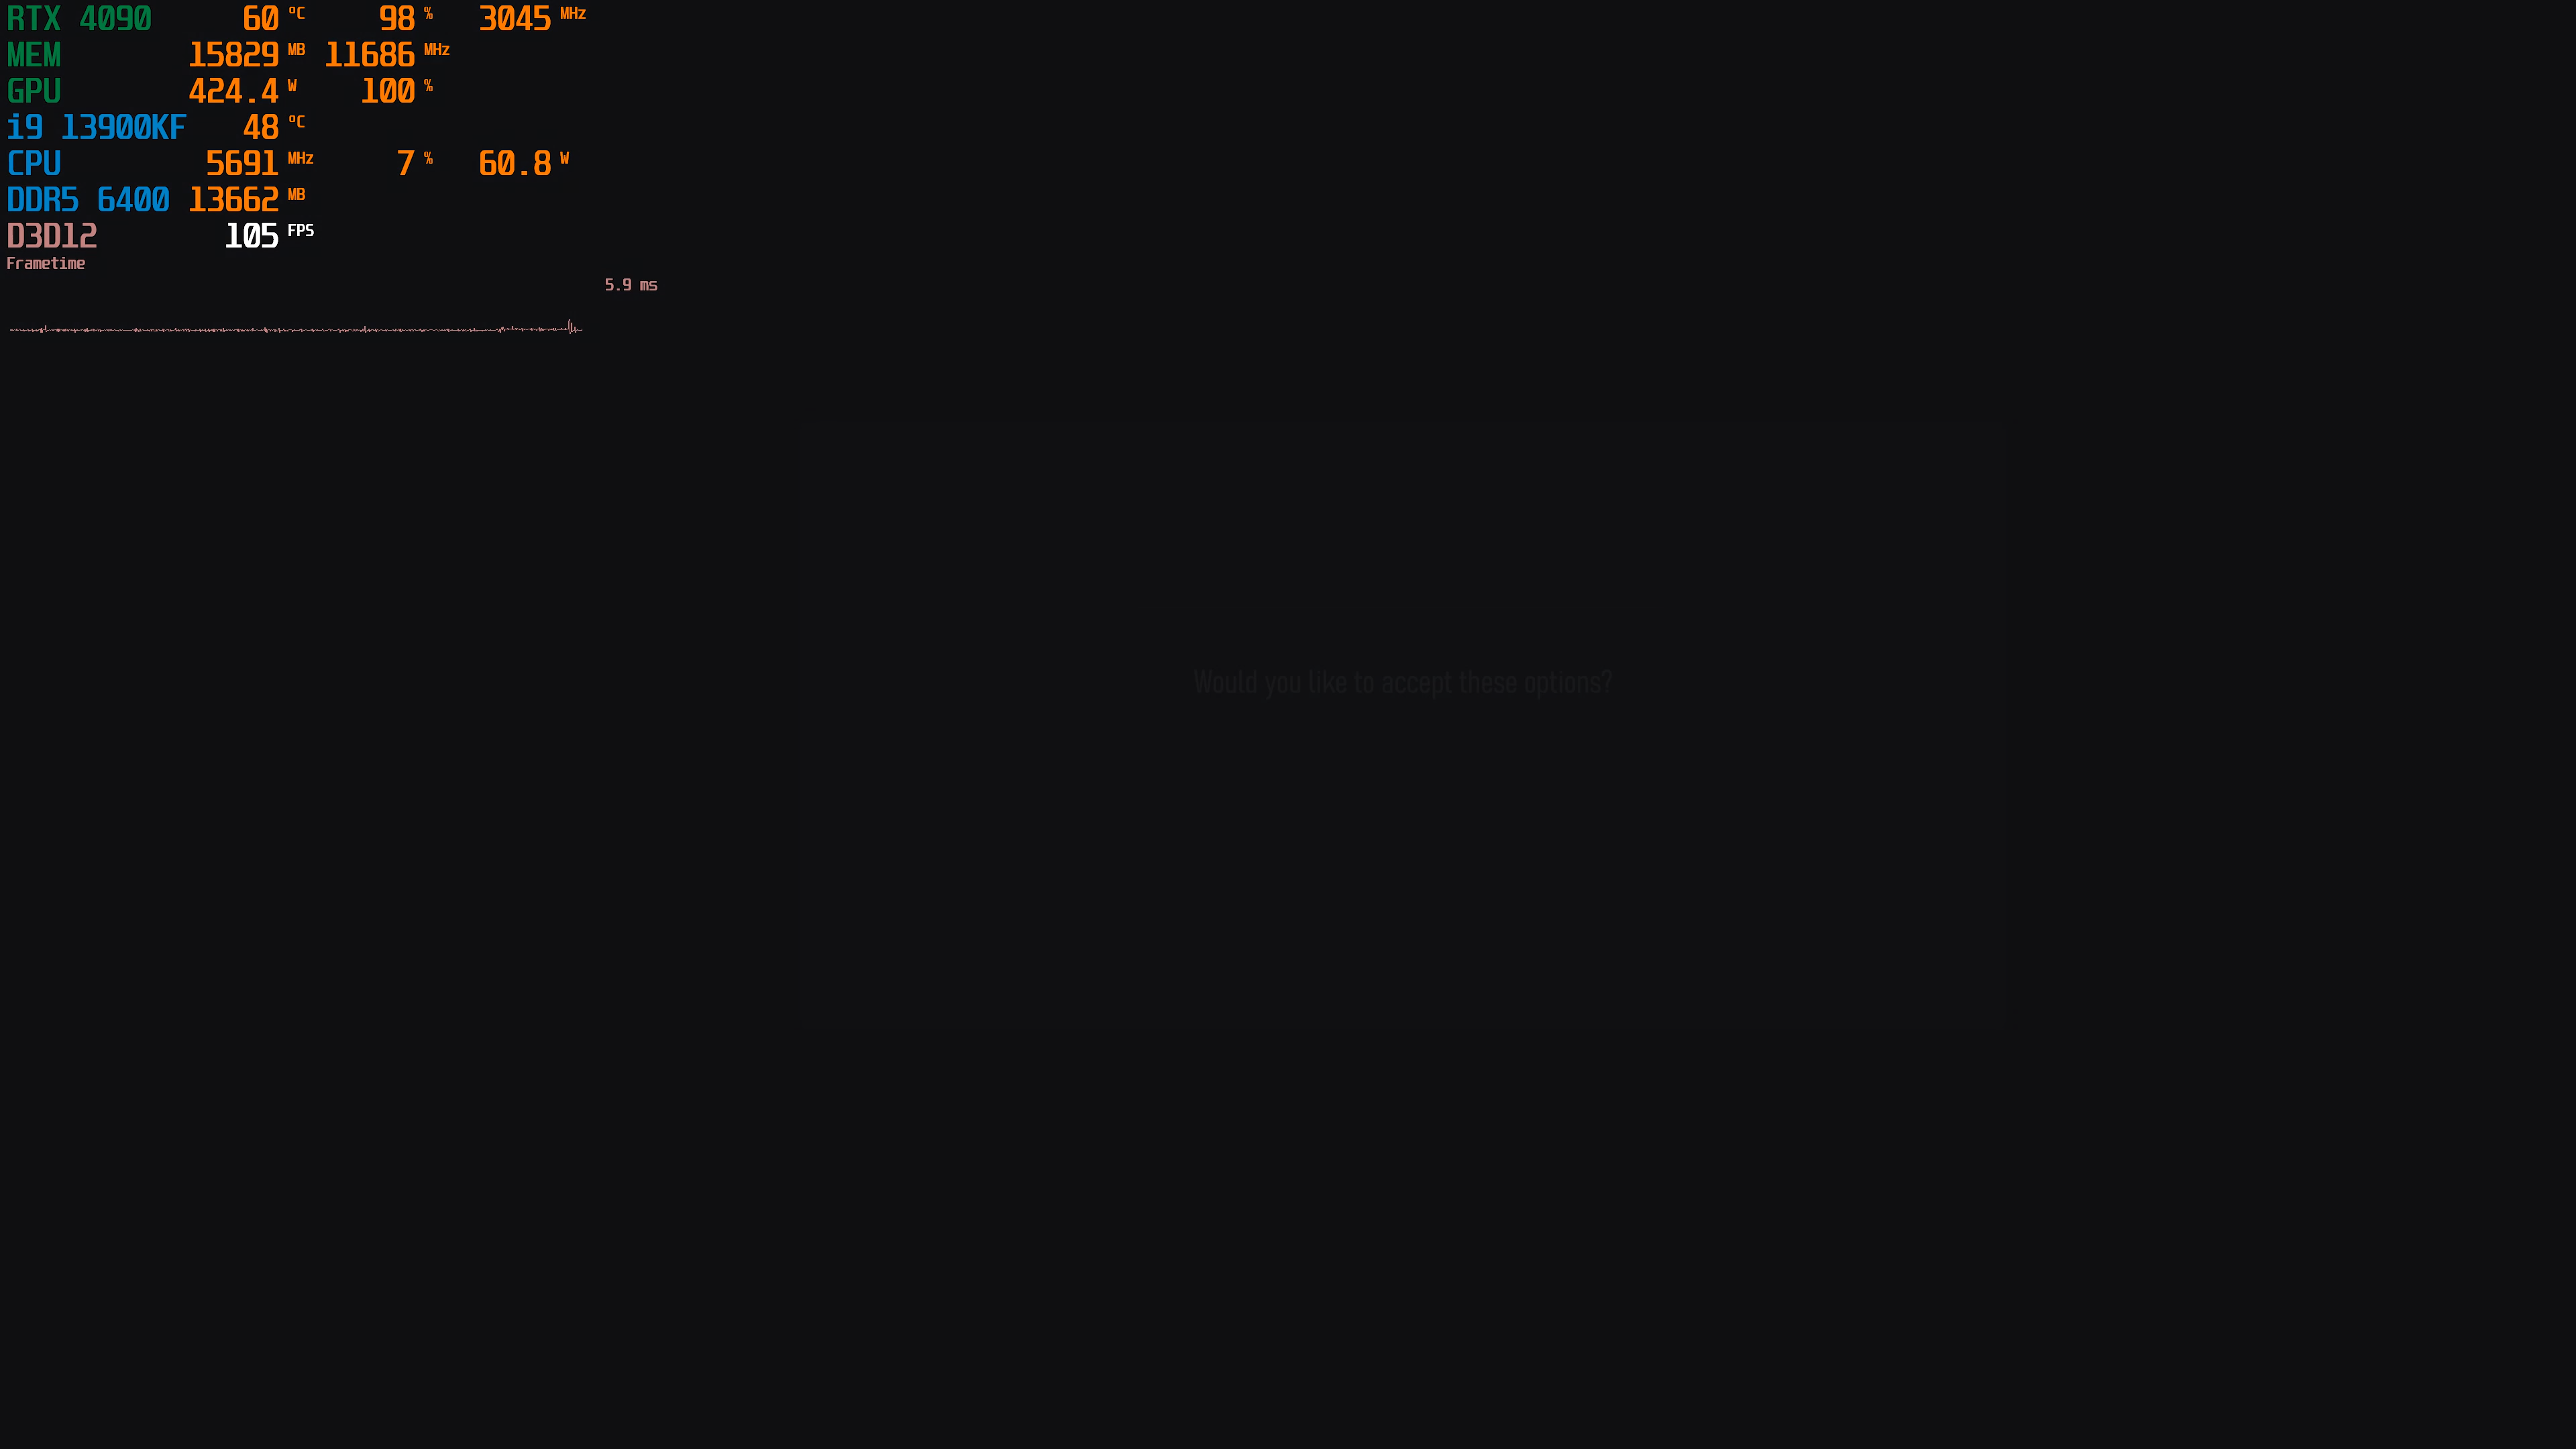 RTX 4090 60 °C 98 % 3045 MHz
MEM 15829 MB 11686 MHz
GPU 424.4 W 100 %
i9 13900KF 48 °C
CPU 5691 MHz 7 % 60.8 W
DDR5 6400 13662 MB
D3D12 105 FPS
Frametime
5.9 ms
Would you like to accept these options?